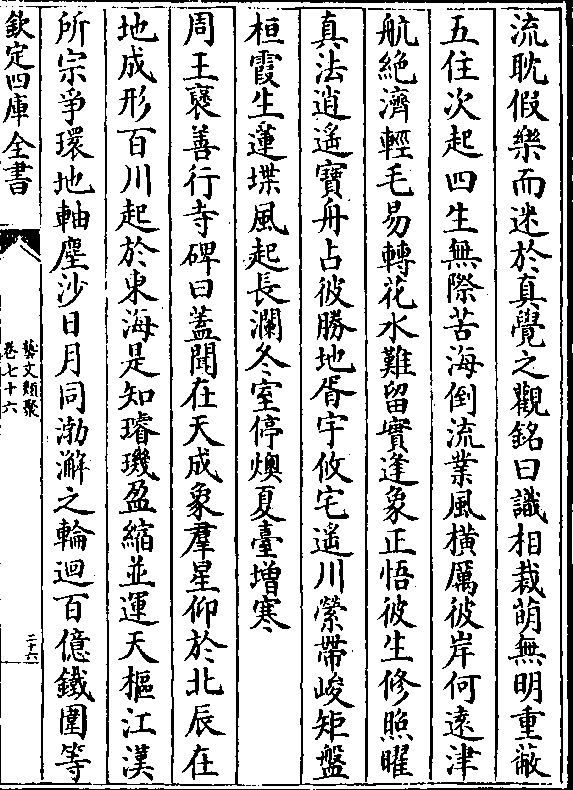 流耽假樂而迷於真覺之觀銘曰識相裁萌無明重蔽
五住次起四生無際苦海倒流業風橫厲彼岸何遠津
航絶濟輕毛易轉花水難留實逢象正悟彼生修照曜
真法逍遙寶舟占彼勝地胥宇攸宅遥川縈帶峻矩盤
桓霞生蓮堞風起長瀾冬室停燠夏臺増寒
周王襃善行寺碑曰蓋聞在天成象羣星仰於北辰在
地成形百川起於東海是知璿璣盈縮並運天樞江漢
所宗爭環地軸塵沙日月同渤澥之輪迴百億鐵圍等
欽定四庫全書
藝文類聚
卷七十六
三十六